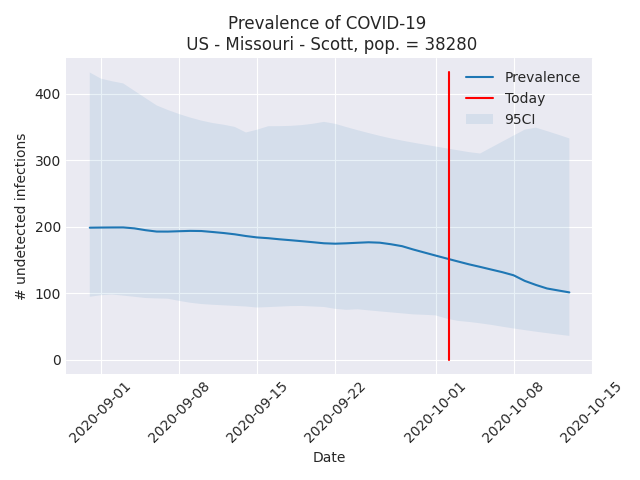 Prevalence of COVID-19
US - Missouri - Scott, pop. = 38280
Prevalence
Today
95CI
# undetected infections
400
300
200
100
0
2020-09-01
2020-09-08
2020-09-15
2020-09-22
2020-10-01
2020-10-08
2020-10-15
Date